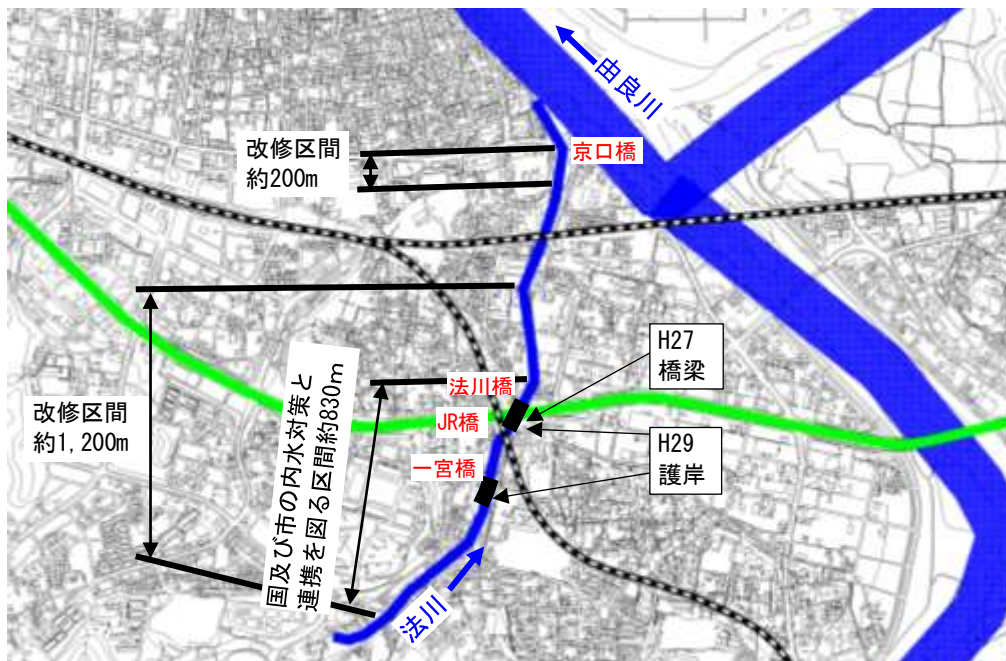 由良川
改修区間
約200m
京口橋
H27
橋梁
法川橋
JR橋
改修区間
約1,200m
国及び市の内水対策と
連携を図る区間約830m
H29
護岸
一宮橋
法川